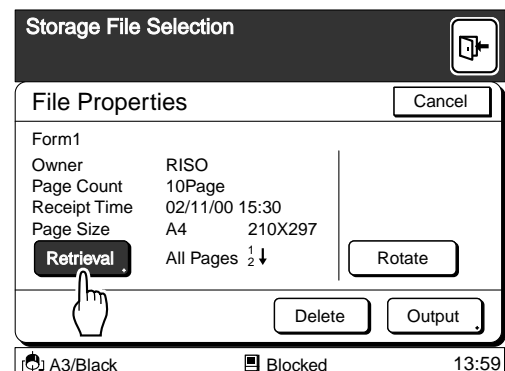 Storage File Selection
File Properties
Cancel
Form1
Owner RISO
Page Count 10Page
Receipt Time 02/11/00 15:30
Page Size A4 210X297
Retrieval All Pages 1 2 Rotate
Delete Output
A3/Black Blocked 13:59